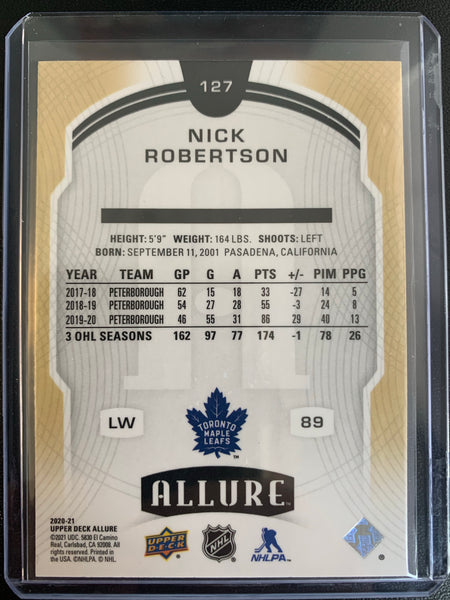 127
NICK
ROBERTSON
HEIGHT: 5'9" WEIGHT: 164 LBS. SHOOTS: LEFT
BORN: SEPTEMBER 11, 2001 PASADENA, CALIFORNIA
YEAR TEAM GP G A PTS +/- PIM PPG
2017-18 PETERBOROUGH 62 15 18 33 -27 14 5
2018-19 PETERBOROUGH 54 27 28 55 -3 24 8
2019-20 PETERBOROUGH 46 55 31 86 29 40 13
3 OHL SEASONS 162 97 77 174 -1 78 26
LW
TORONTO
MAPLE
LEAFS
TM
89
ALLURE
2020-21
UPPER DECK ALLURE
©2021 UDC. 5830 El Camino
Real, Carlsbad, CA 92008. All
rights reserved. Printed in
the USA. ©NHLPA. © NHL.
UPPER
DECK
NHL
NHLPA